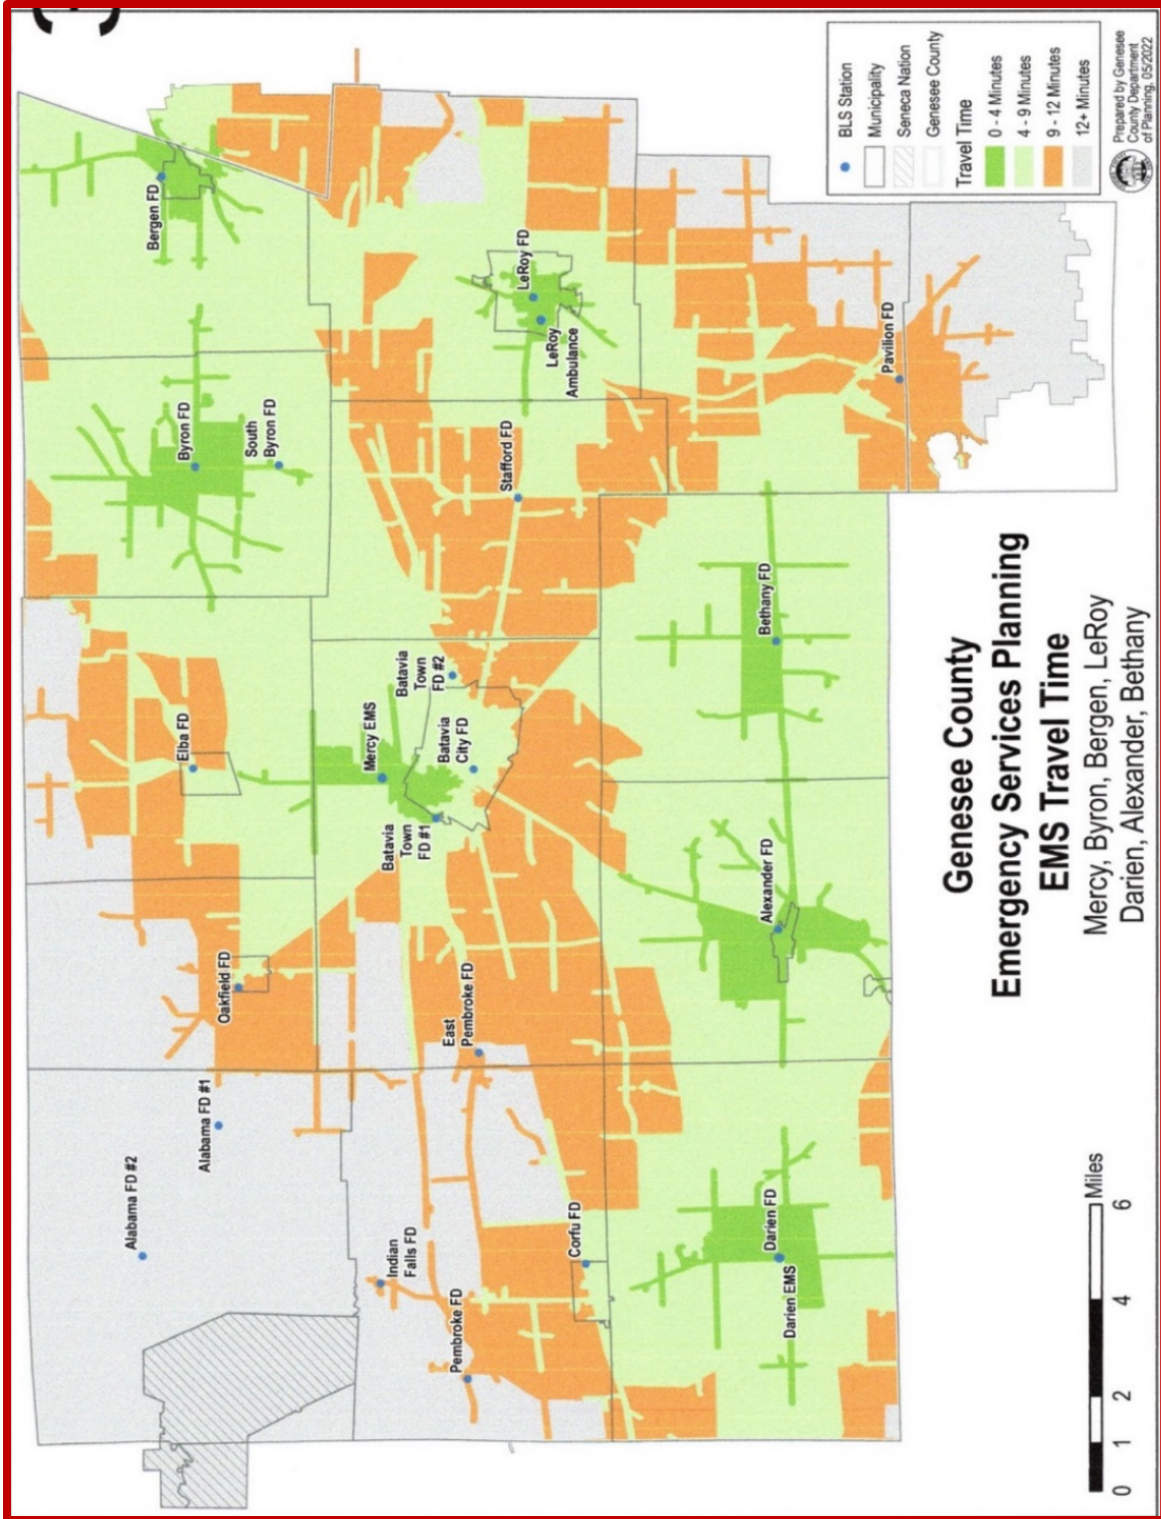 Bergen FD
Byron FD
South
Byron FD
Elba FD
Oakfield FD
Alabama FD #1
Alabama FD #2
LeRoy FD
LeRoy
Ambulance
Stafford FD
Batavia
Town
FD #2
Mercy EMS
Batavia
City FD
Batavia
Town
FD #1
East
Pembroke FD
Indian
Falls FD
Pembroke FD
Corfu FD
Pavilion FD
Bethany FD
Alexander FD
Darien FD
Darien EMS
BLS Station
Municipality
Seneca Nation
Genesee County
Travel Time
0 - 4 Minutes
4 - 9 Minutes
9 - 12 Minutes
12+ Minutes
Prepared by Genesee
County Department
of Planning, 05/2022
Genesee County
Emergency Services Planning
EMS Travel Time
Mercy, Byron, Bergen, LeRoy
Darien, Alexander, Bethany
0 1 2 4 6
Miles